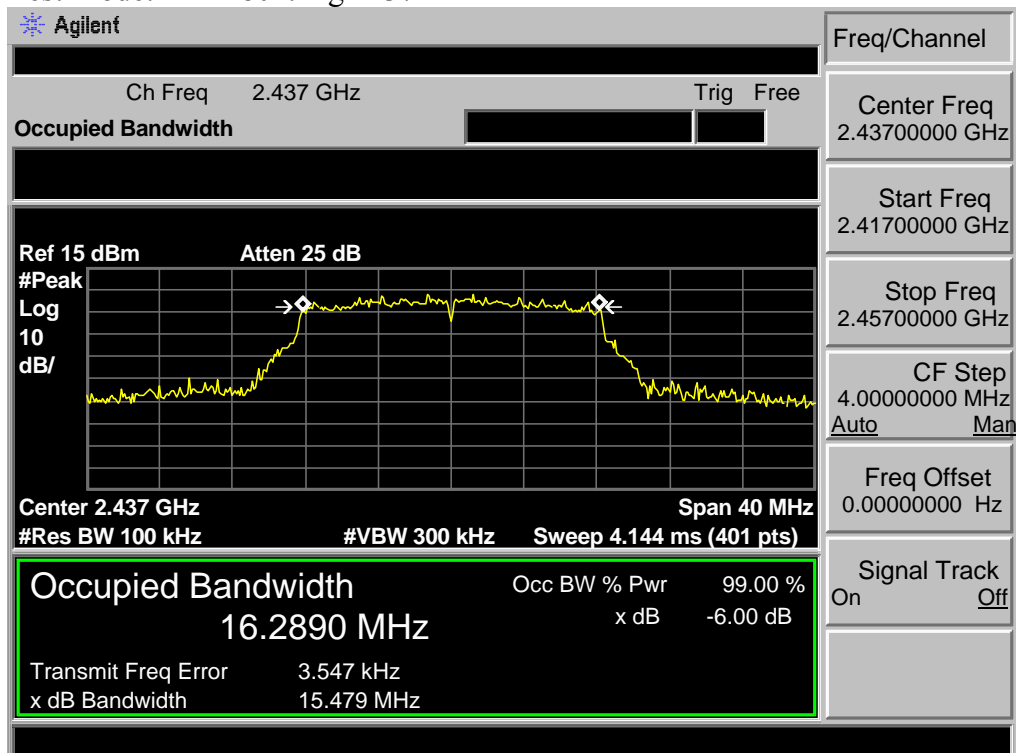 Agilent
Freq/Channel
Ch Freq 2.437 GHz Trig Free
Occupied Bandwidth
Center Freq
2.43700000 GHz
Start Freq
2.41700000 GHz
Stop Freq
2.45700000 GHz
CF Step
4.00000000 MHz
Auto Man
Freq Offset
0.00000000 Hz
Signal Track
On Off
Ref 15 dBm Atten 25 dB
#Peak
Log
10
dB/
Center 2.437 GHz Span 40 MHz
#Res BW 100 kHz #VBW 300 kHz Sweep 4.144 ms (401 pts)
Occupied Bandwidth Occ BW % Pwr 99.00 %
16.2890 MHz x dB -6.00 dB
Transmit Freq Error 3.547 kHz
x dB Bandwidth 15.479 MHz